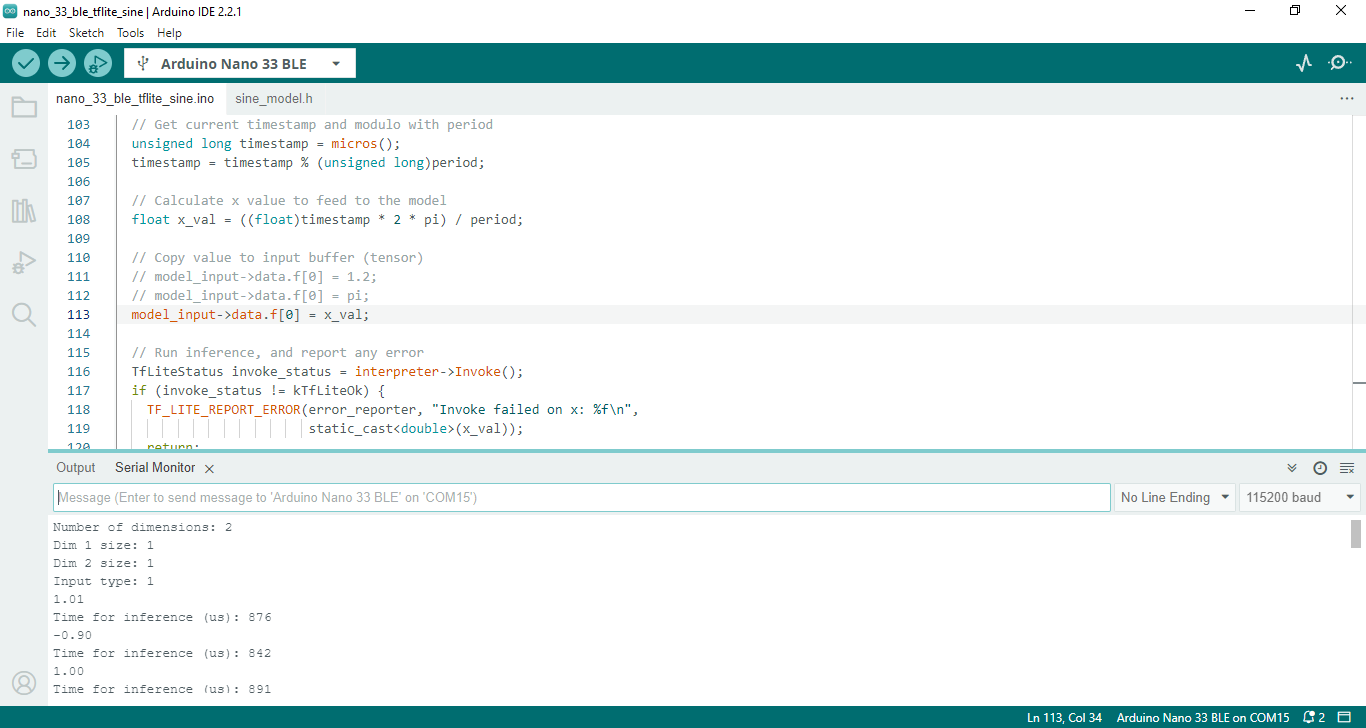 nano_33_ble_tflite_sine | Arduino IDE 2.2.1
File Edit Sketch Tools Help
Arduino Nano 33 BLE
nano_33_ble_tflite_sine.ino sine_model.h
103 // Get current timestamp and modulo with period
104 unsigned long timestamp = micros();
105 timestamp = timestamp % (unsigned long)period;
106
107 // Calculate x value to feed to the model
108 float x_val = ((float)timestamp * 2 * pi) / period;
109
110 // Copy value to input buffer (tensor)
111 // model_input->data.f[0] = 1.2;
112 // model_input->data.f[0] = pi;
113 model_input->data.f[0] = x_val;
114
115 // Run inference, and report any error
116 TfLiteStatus invoke_status = interpreter->Invoke();
117 if (invoke_status != kTfLiteOk) {
118 TF_LITE_REPORT_ERROR(error_reporter, "Invoke failed on x: %f\n",
119 static_cast<double>(x_val));
120 return;
Output Serial Monitor
Message (Enter to send message to 'Arduino Nano 33 BLE' on 'COM15')
No Line Ending 115200 baud
Number of dimensions: 2
Dim 1 size: 1
Dim 2 size: 1
Input type: 1
1.01
Time for inference (us): 876
-0.90
Time for inference (us): 842
1.00
Time for inference (us): 891
Ln 113, Col 34 Arduino Nano 33 BLE on COM15 2